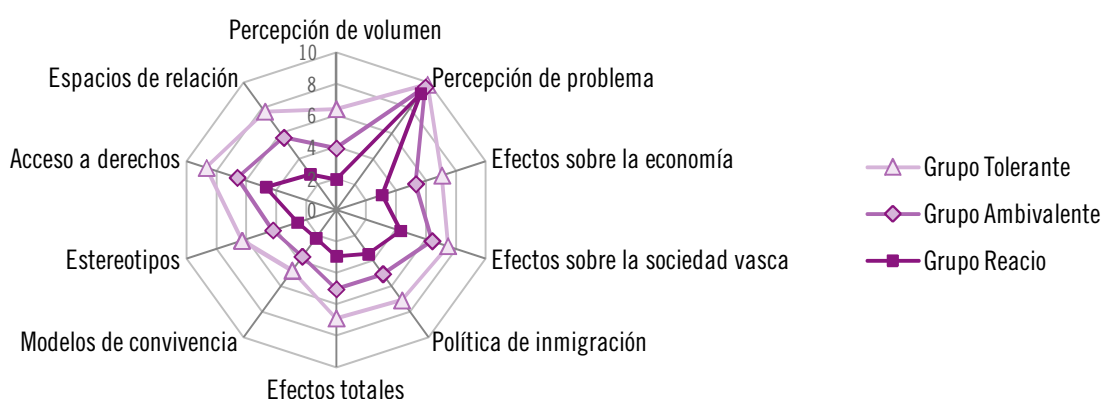 Percepción de volumen
10
8
6
4
2
0
Percepción de problema
Efectos sobre la economía
Efectos sobre la sociedad vasca
Política de inmigración
Efectos totales
Modelos de convivencia
Estereotipos
Acceso a derechos
Espacios de relación
Grupo Tolerante
Grupo Ambivalente
Grupo Reacio